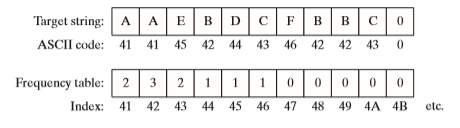 Target string: A A E B D C F B B C 0
ASCII code: 41 41 45 42 44 43 46 42 42 43 0
Frequency table: 2 3 2 1 1 1 0 0 0 0 0
Index: 41 42 43 44 45 46 47 48 49 4A 4B etc.